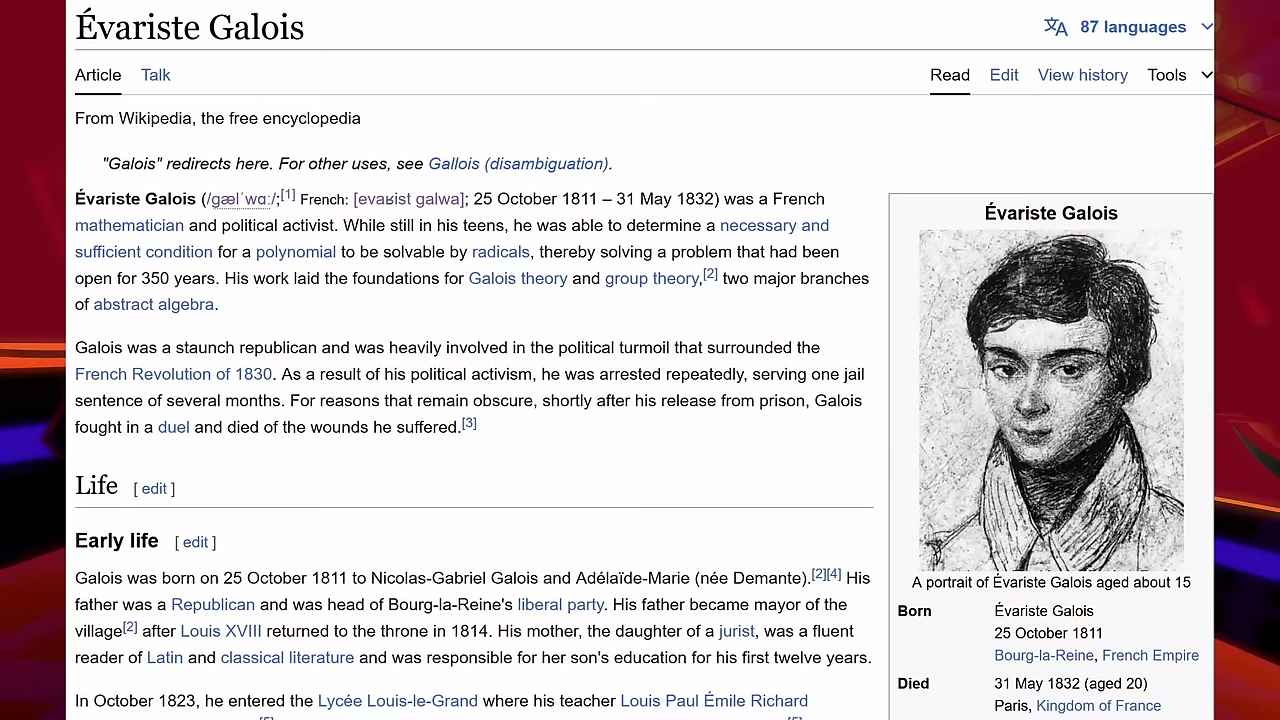 Évariste Galois
87 languages
Article Talk Read Edit View history Tools
From Wikipedia, the free encyclopedia
"Galois" redirects here. For other uses, see Gallois (disambiguation).
Évariste Galois (/ɡælˈwɑː/;[1] French: [evaʁist ɡalwa]; 25 October 1811 – 31 May 1832) was a French
mathematician and political activist. While still in his teens, he was able to determine a necessary and
sufficient condition for a polynomial to be solvable by radicals, thereby solving a problem that had been
open for 350 years. His work laid the foundations for Galois theory and group theory,[2] two major branches
of abstract algebra.
Galois was a staunch republican and was heavily involved in the political turmoil that surrounded the
French Revolution of 1830. As a result of his political activism, he was arrested repeatedly, serving one jail
sentence of several months. For reasons that remain obscure, shortly after his release from prison, Galois
fought in a duel and died of the wounds he suffered.[3]
Life [ edit ]
Early life [ edit ]
Galois was born on 25 October 1811 to Nicolas-Gabriel Galois and Adélaïde-Marie (née Demante).[2][4] His
father was a Republican and was head of Bourg-la-Reine's liberal party. His father became mayor of the
village[2] after Louis XVIII returned to the throne in 1814. His mother, the daughter of a jurist, was a fluent
reader of Latin and classical literature and was responsible for her son's education for his first twelve years.
In October 1823, he entered the Lycée Louis-le-Grand where his teacher Louis Paul Émile Richard
Évariste Galois
A portrait of Évariste Galois aged about 15
Born Évariste Galois
25 October 1811
Bourg-la-Reine, French Empire
Died 31 May 1832 (aged 20)
Paris, Kingdom of France